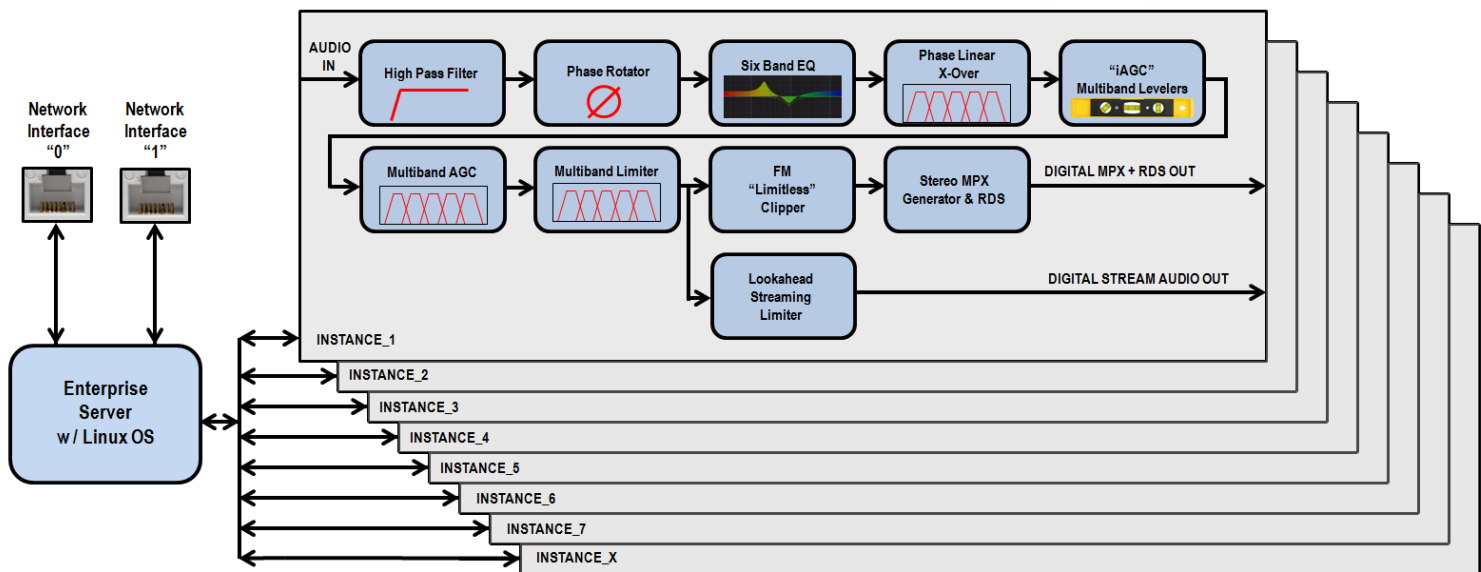 AUDIO
IN
High Pass Filter
Phase Rotator
Six Band EQ
Phase Linear
X-Over
“iAGC”
Multiband Levelers
Network
Interface
“0”
Network
Interface
“1”
Multiband AGC
Multiband Limiter
FM
“Limitless”
Clipper
Stereo MPX
Generator & RDS
DIGITAL MPX + RDS OUT
Lookahead
Streaming
Limiter
DIGITAL STREAM AUDIO OUT
Enterprise
Server
w / Linux OS
INSTANCE_1
INSTANCE_2
INSTANCE_3
INSTANCE_4
INSTANCE_5
INSTANCE_6
INSTANCE_7
INSTANCE_X